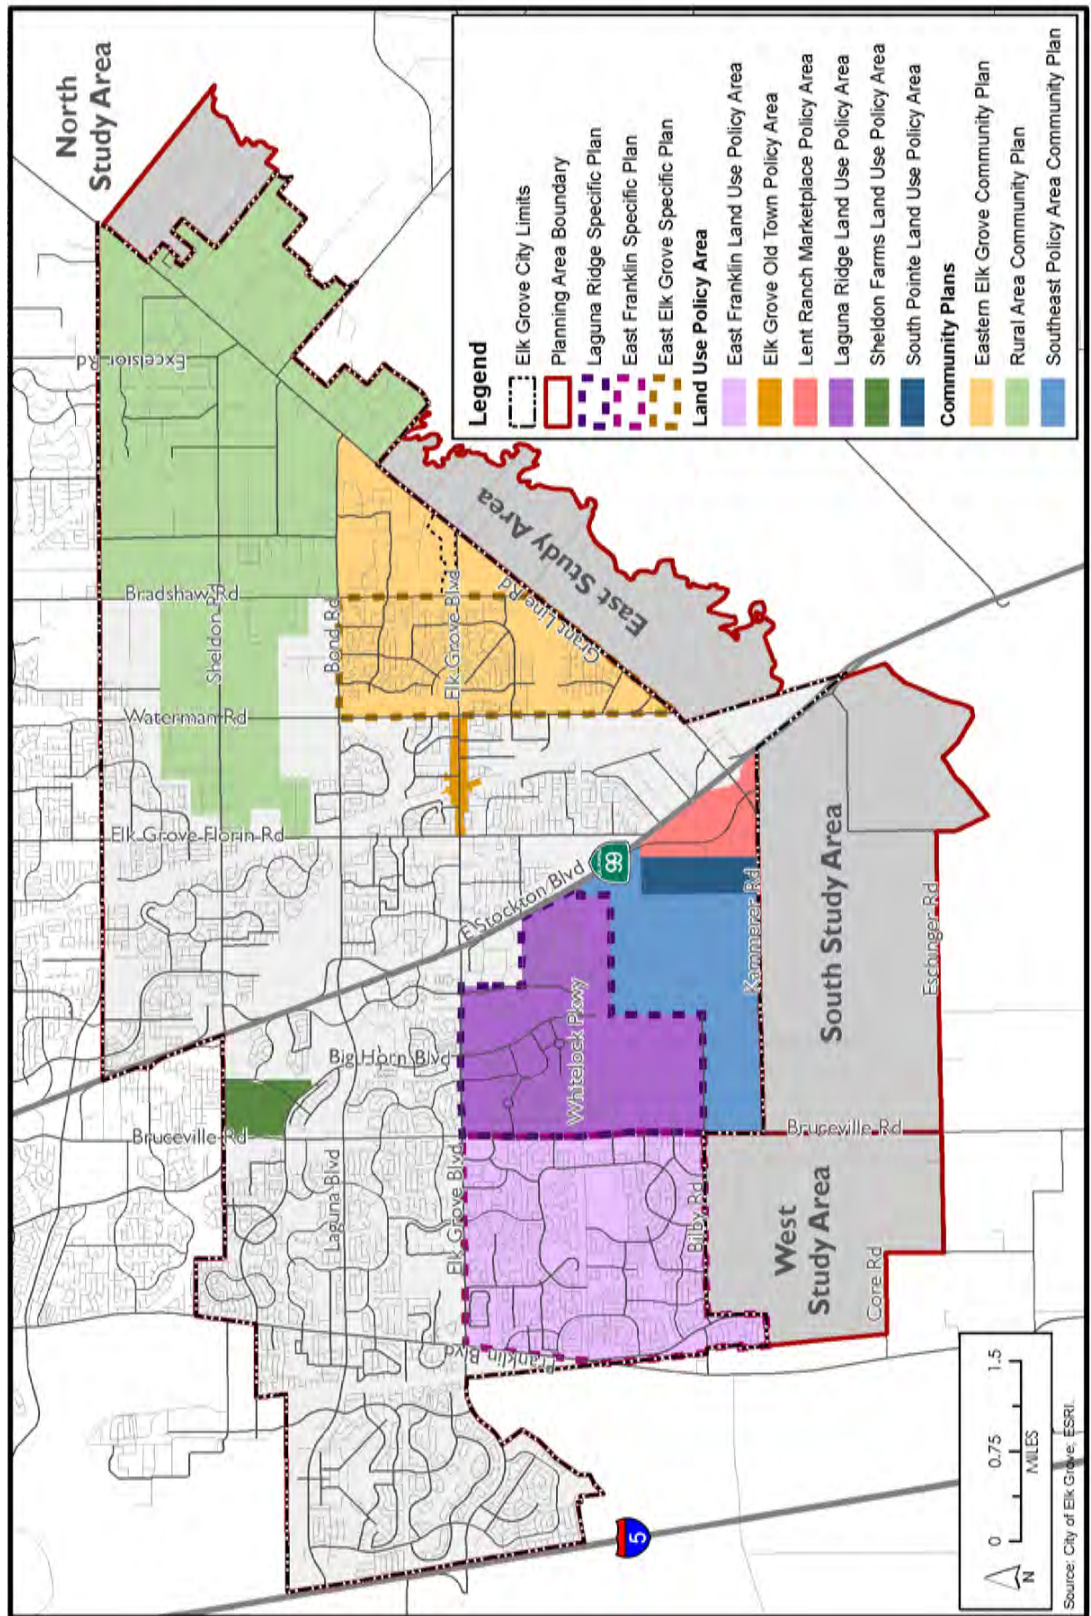 North
Study Area
Excelsior Rd
Bradshaw Rd
Sheldon Rd
Bond Rd
Elk Grove Blvd
Grant Line Rd
East Study Area
Waterman Rd
Elk Grove Florin Rd
E Stockton Blvd
99
Kammerer Rd
South Study Area
Eschinger Rd
Whitelock Pkwy
Big Horn Blvd
Bruceville Rd
Bruceville Rd
Laguna Blvd
Elk Grove Blvd
Bilby Rd
West
Study Area
Core Rd
Franklin Blvd
5
Legend
Elk Grove City Limits
Planning Area Boundary
Laguna Ridge Specific Plan
East Franklin Specific Plan
East Elk Grove Specific Plan
Land Use Policy Area
East Franklin Land Use Policy Area
Elk Grove Old Town Policy Area
Lent Ranch Marketplace Policy Area
Laguna Ridge Land Use Policy Area
Sheldon Farms Land Use Policy Area
South Pointe Land Use Policy Area
Community Plans
Eastern Elk Grove Community Plan
Rural Area Community Plan
Southeast Policy Area Community Plan
N
0 0.75 1.5
MILES
Source: City of Elk Grove; ESRI.